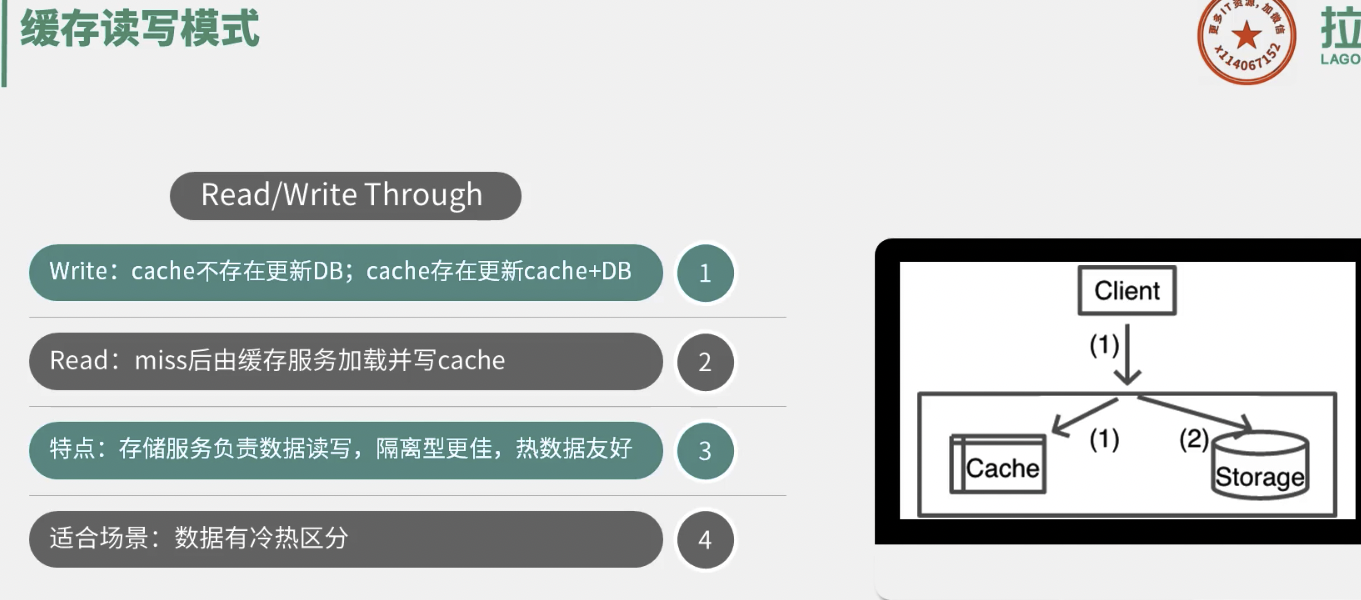 缓存读写模式
更多IT资源，加微信
x114067152
拉
LAGO
Read/Write Through
Write：cache不存在更新DB；cache存在更新cache+DB
1
Read：miss后由缓存服务加载并写cache
2
特点：存储服务负责数据读写，隔离型更佳，热数据友好
3
适合场景：数据有冷热区分
4
Client
(1)
(1)
(2)
Cache
Storage